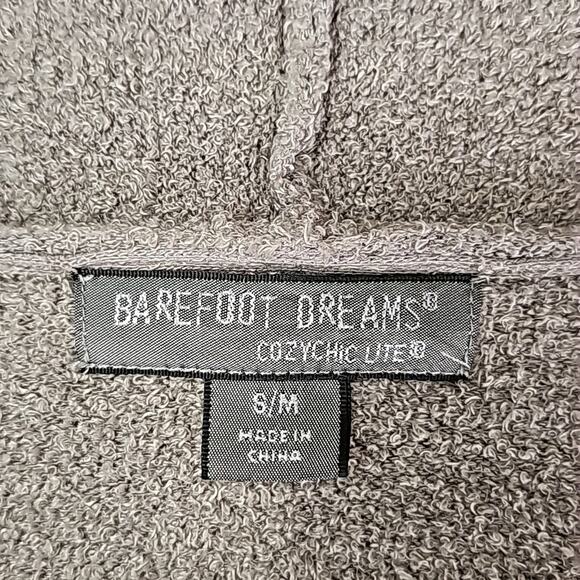 BAREFOOT DREAMS®
COZYCHIC LITE®
S/M
MADE IN
CHINA